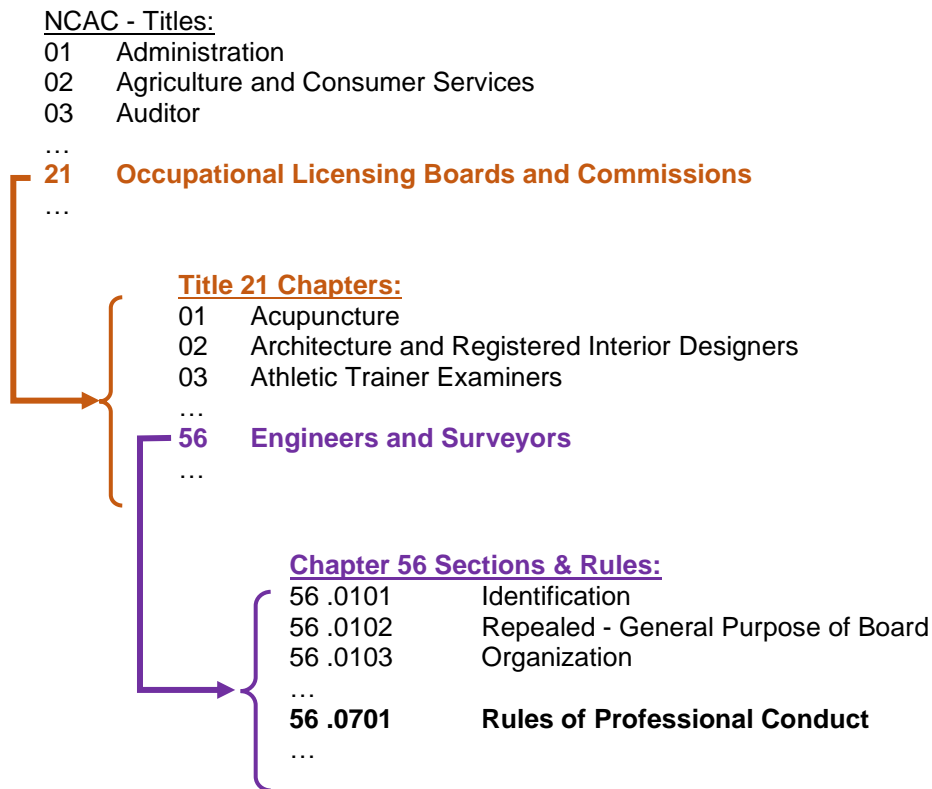 NCAC - Titles:
01 Administration
02 Agriculture and Consumer Services
03 Auditor
…
21 Occupational Licensing Boards and Commissions
…
Title 21 Chapters:
01 Acupuncture
02 Architecture and Registered Interior Designers
03 Athletic Trainer Examiners
…
56 Engineers and Surveyors
…
Chapter 56 Sections & Rules:
56 .0101 Identification
56 .0102 Repealed - General Purpose of Board
56 .0103 Organization
…
56 .0701 Rules of Professional Conduct
…